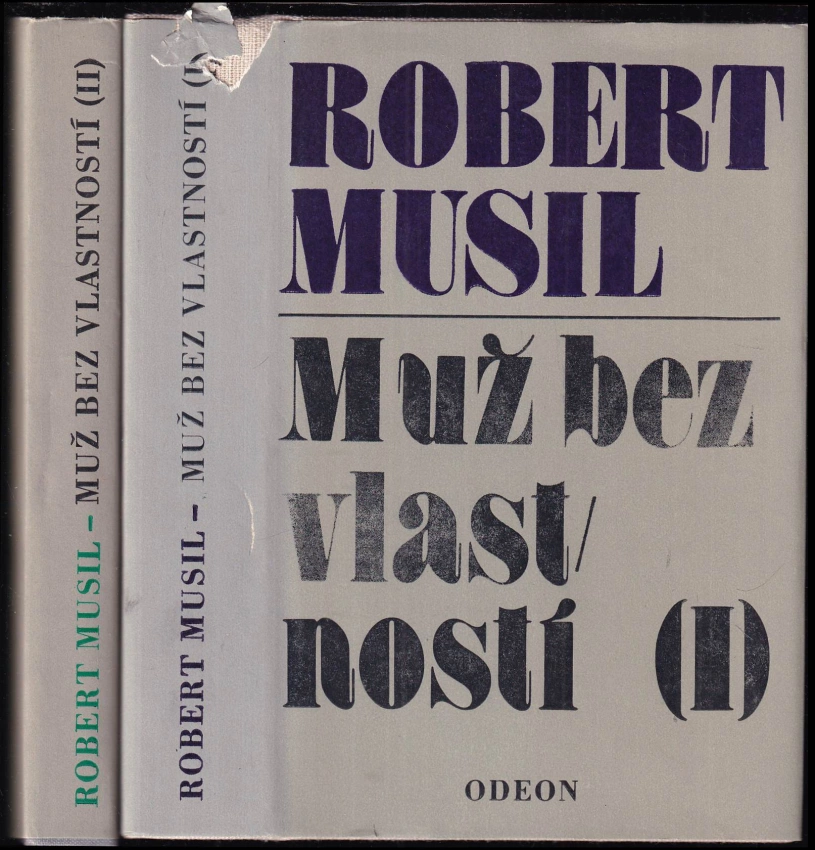 ROBERT MUSIL – MUŽ BEZ VLASTNOSTÍ (II)
ROBERT MUSIL – MUŽ BEZ VLASTNOSTÍ (I)
ROBERT
MUSIL
Muž bez
vlast/
ností (I)
ODEON